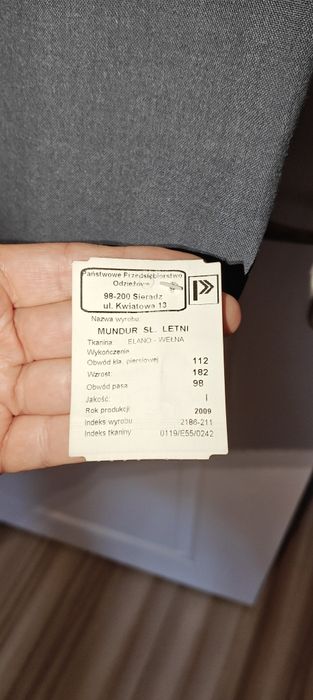 Państwowe Przedsiębiorstwo
Odzieżowe
98-200 Sieradz
ul. Kwiatowa 13
Nazwa wyrobu
MUNDUR SŁ. LETNI
Tkanina ELANO - WEŁNA
Wykończenie
Obwód kla. piersiowej 112
Wzrost: 182
Obwód pasa 98
Jakość: I
Rok produkcji 2009
Indeks wyrobu 2186-211
Indeks tkaniny 0119/E55/0242